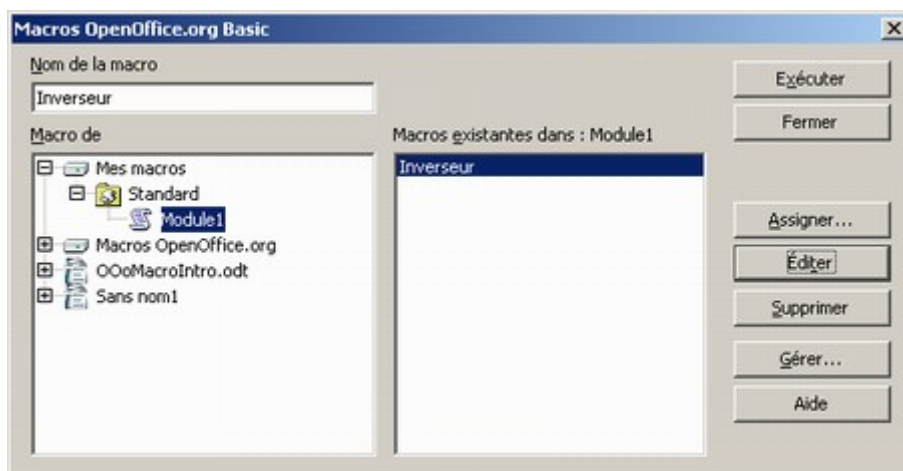 Macros OpenOffice.org Basic
Nom de la macro
Inverseur
Macro de
Mes macros
Standard
Module1
Macros OpenOffice.org
OOoMacroIntro.odt
Sans nom1
Macros existantes dans : Module1
Inverseur
Exécuter
Fermer
Assigner...
Éditer
Supprimer
Gérer...
Aide